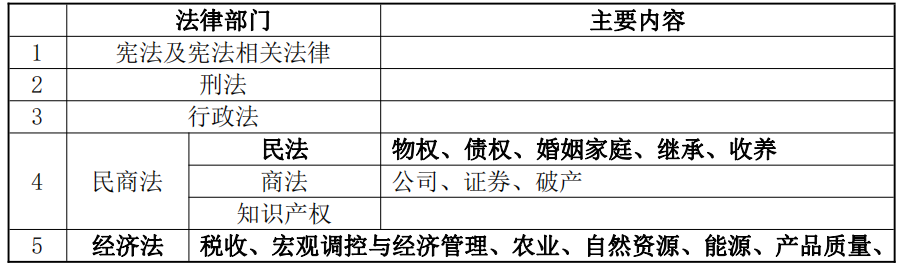 法律部门 主要内容
1 宪法及宪法相关法律
2 刑法
3 行政法
4 民商法 民法 物权、债权、婚姻家庭、继承、收养
商法 公司、证券、破产
知识产权
5 经济法 税收、宏观调控与经济管理、农业、自然资源、能源、产品质量、